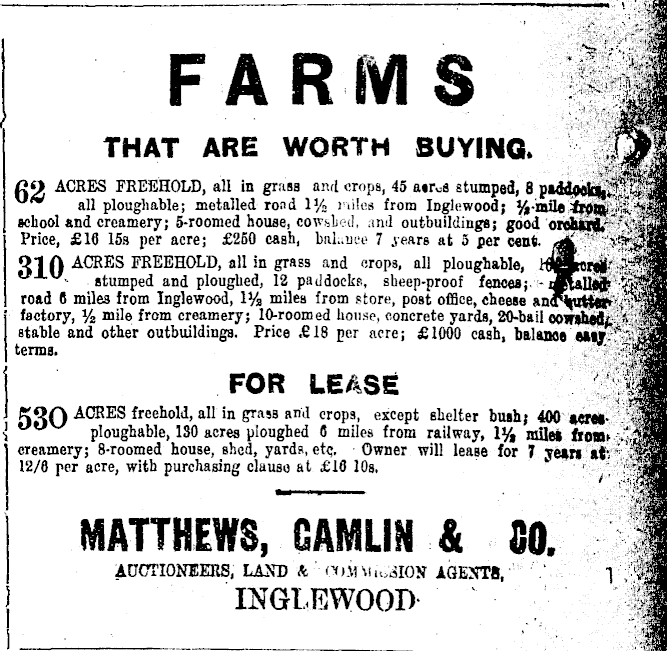 FARMS
THAT ARE WORTH BUYING.
62 ACRES FREEHOLD, all in grass and crops, 45 acres stumped, 8 paddocks,
all ploughable; metalled road 1½ miles from Inglewood; ½-mile from
school and creamery; 5-roomed house, cowshed, and outbuildings; good orchard.
Price, £16 15s per acre; £250 cash, balance 7 years at 5 per cent.
310 ACRES FREEHOLD, all in grass and crops, all ploughable, acres
stumped and ploughed, 12 paddocks, sheep-proof fences; metalled
road 6 miles from Inglewood, 1½ miles from store, post office, cheese and butter
factory, ½ mile from creamery; 10-roomed house, concrete yards, 20-bail cowshed,
stable and other outbuildings. Price £18 per acre; £1000 cash, balance easy
terms.
FOR LEASE
530 ACRES freehold, all in grass and crops, except shelter bush; 400 acres
ploughable, 130 acres ploughed 6 miles from railway, 1½ miles from
creamery; 8-roomed house, shed, yards, etc. Owner will lease for 7 years at
12/6 per acre, with purchasing clause at £16 10s.
MATTHEWS, CAMLIN & CO.
AUCTIONEERS, LAND & COMMISSION AGENTS,
INGLEWOOD